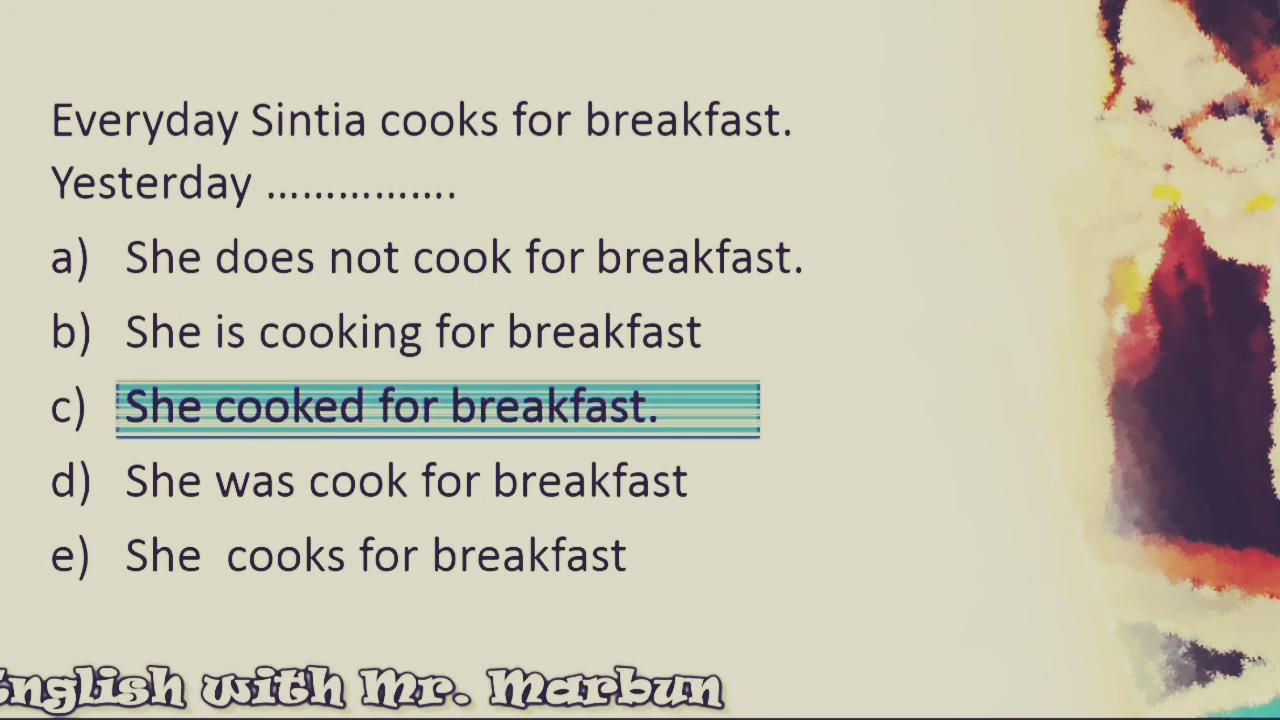 Everyday Sintia cooks for breakfast.
Yesterday …………….
a) She does not cook for breakfast.
b) She is cooking for breakfast
c) She cooked for breakfast.
d) She was cook for breakfast
e) She cooks for breakfast
English with Mr. Marbun